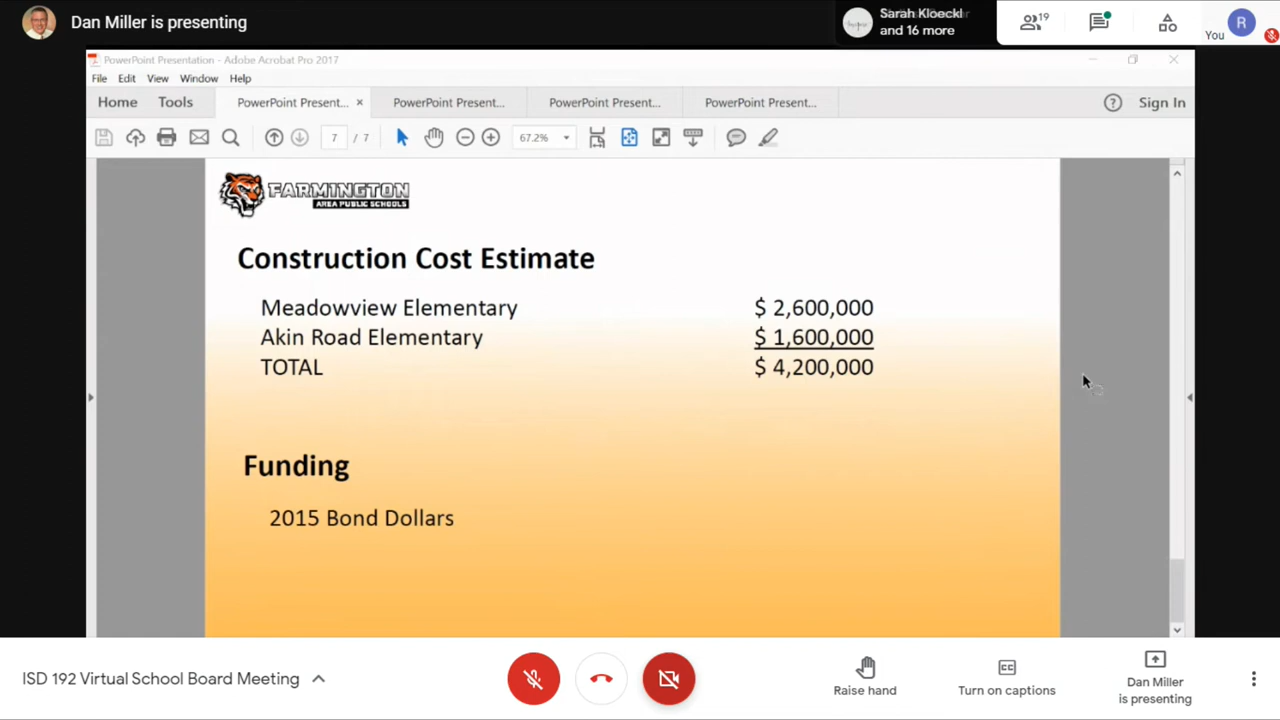 Dan Miller is presenting
Sarah Kloeckl
and 16 more
19
You
R
PowerPoint Presentation - Adobe Acrobat Pro 2017
File Edit View Window Help
Home Tools PowerPoint Present... × PowerPoint Present... PowerPoint Present... PowerPoint Present... Sign In
7 / 7 67.2%
FARMINGTON
AREA PUBLIC SCHOOLS
Construction Cost Estimate
Meadowview Elementary $ 2,600,000
Akin Road Elementary $ 1,600,000
TOTAL $ 4,200,000
Funding
2015 Bond Dollars
ISD 192 Virtual School Board Meeting
Raise hand
Turn on captions
Dan Miller
is presenting